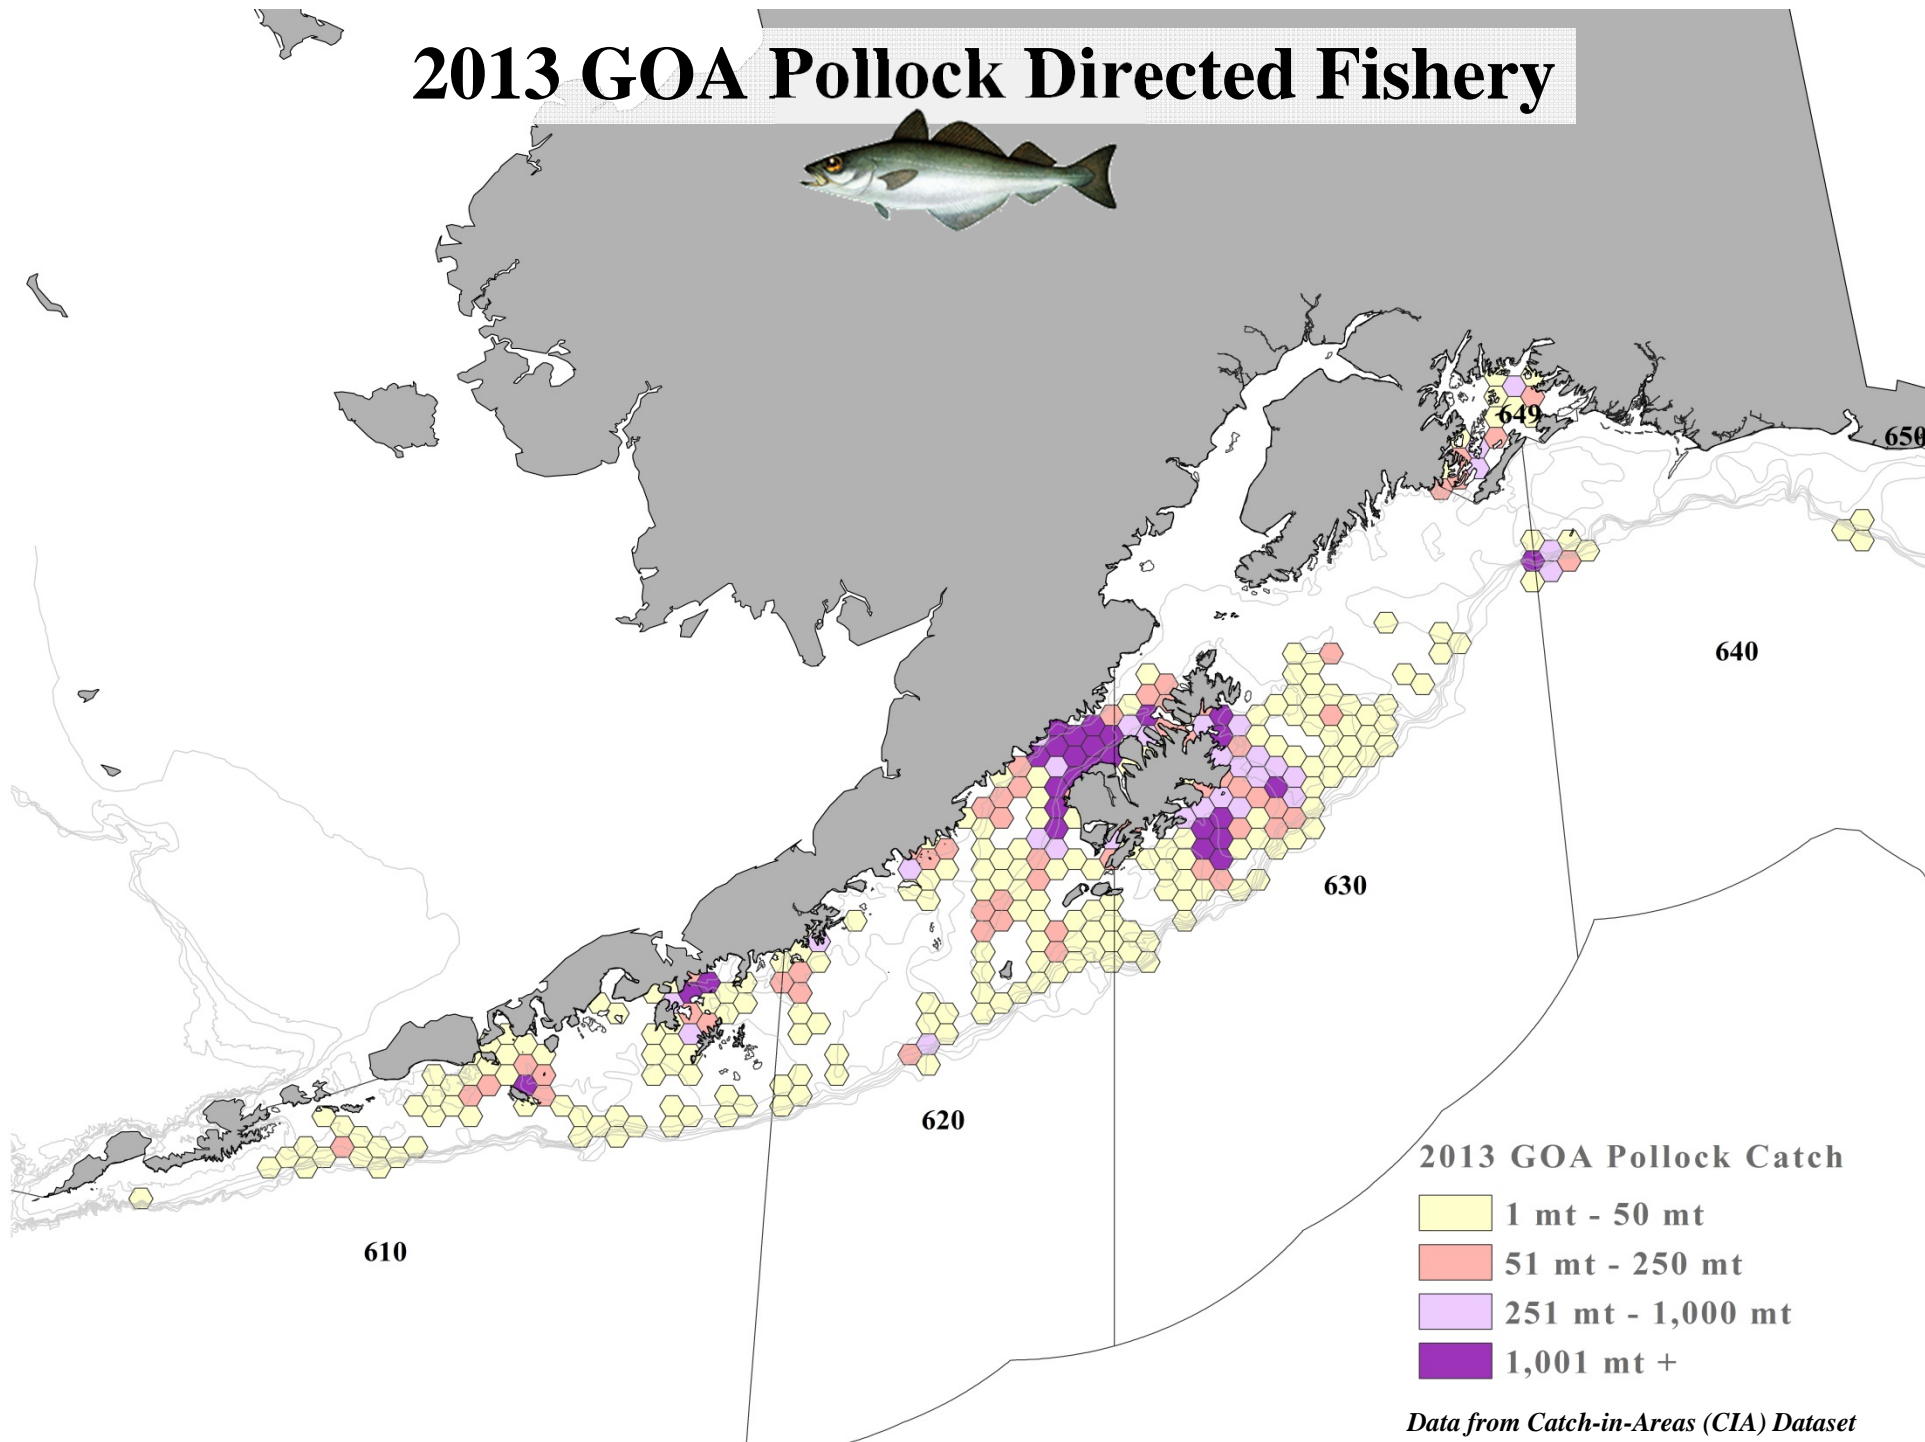 2013 GOA Pollock Directed Fishery
649
650
640
630
620
610
2013 GOA Pollock Catch
1 mt - 50 mt
51 mt - 250 mt
251 mt - 1,000 mt
1,001 mt +
Data from Catch-in-Areas (CIA) Dataset